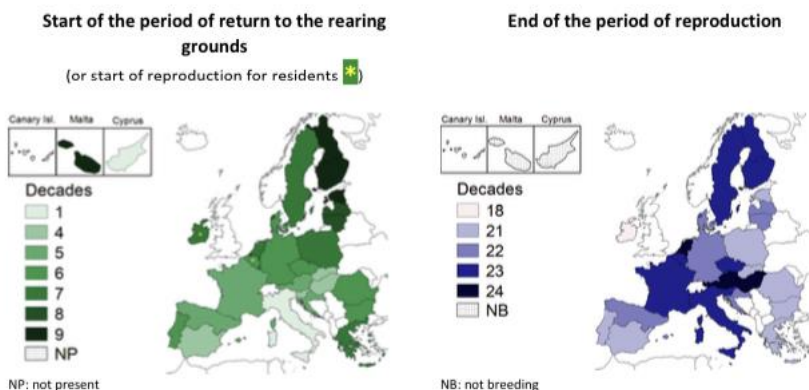 Start of the period of return to the rearing
grounds
(or start of reproduction for residents *)
Canary Isl. Malta Cyprus
Decades
1
4
5
6
7
8
9
NP
NP: not present
End of the period of reproduction
Canary Isl. Malta Cyprus
Decades
18
21
22
23
24
NB
NB: not breeding